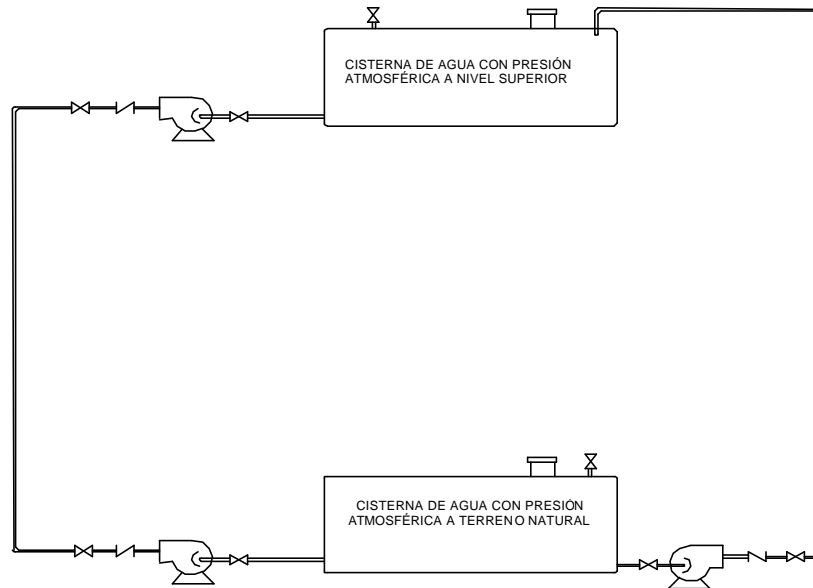 CISTERNA DE AGUA CON PRESIÓN
ATMOSFÉRICA A NIVEL SUPERIOR
CISTERNA DE AGUA CON PRESIÓN
ATMOSFÉRICA A TERRENO NATURAL